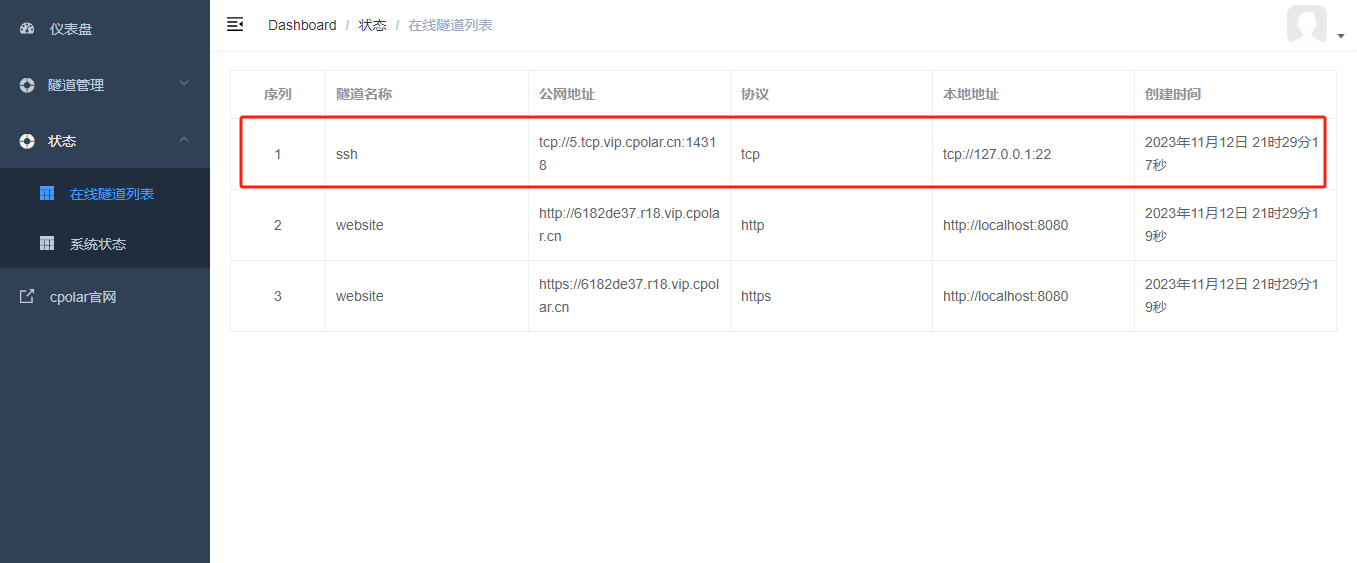 仪表盘
隧道管理
状态
在线隧道列表
系统状态
cpolar官网
Dashboard / 状态 / 在线隧道列表
序列 隧道名称 公网地址 协议 本地地址 创建时间
1 ssh tcp://5.tcp.vip.cpolar.cn:1431 tcp tcp://127.0.0.1:22 2023年11月12日 21时29分1
8 7秒
2 website http://6182de37.r18.vip.cpola http http://localhost:8080 2023年11月12日 21时29分1
r.cn 9秒
3 website https://6182de37.r18.vip.cpol https http://localhost:8080 2023年11月12日 21时29分1
ar.cn 9秒